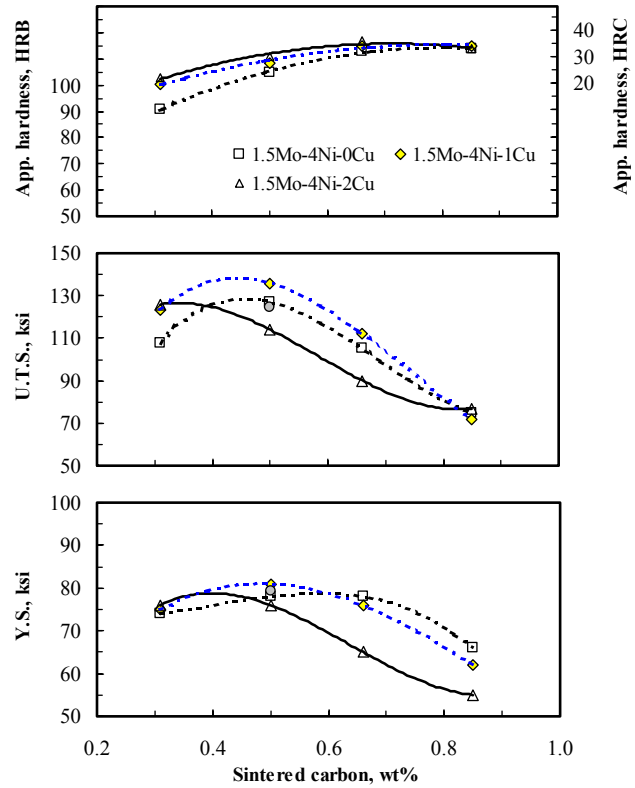 App. hardness, HRB
100
90
80
70
60
50
40
30
20
App. hardness, HRC
1.5Mo-4Ni-0Cu 1.5Mo-4Ni-1Cu
1.5Mo-4Ni-2Cu
U.T.S., ksi
150
130
110
90
70
50
Y.S., ksi
100
90
80
70
60
50
0.2 0.4 0.6 0.8 1.0
Sintered carbon, wt%